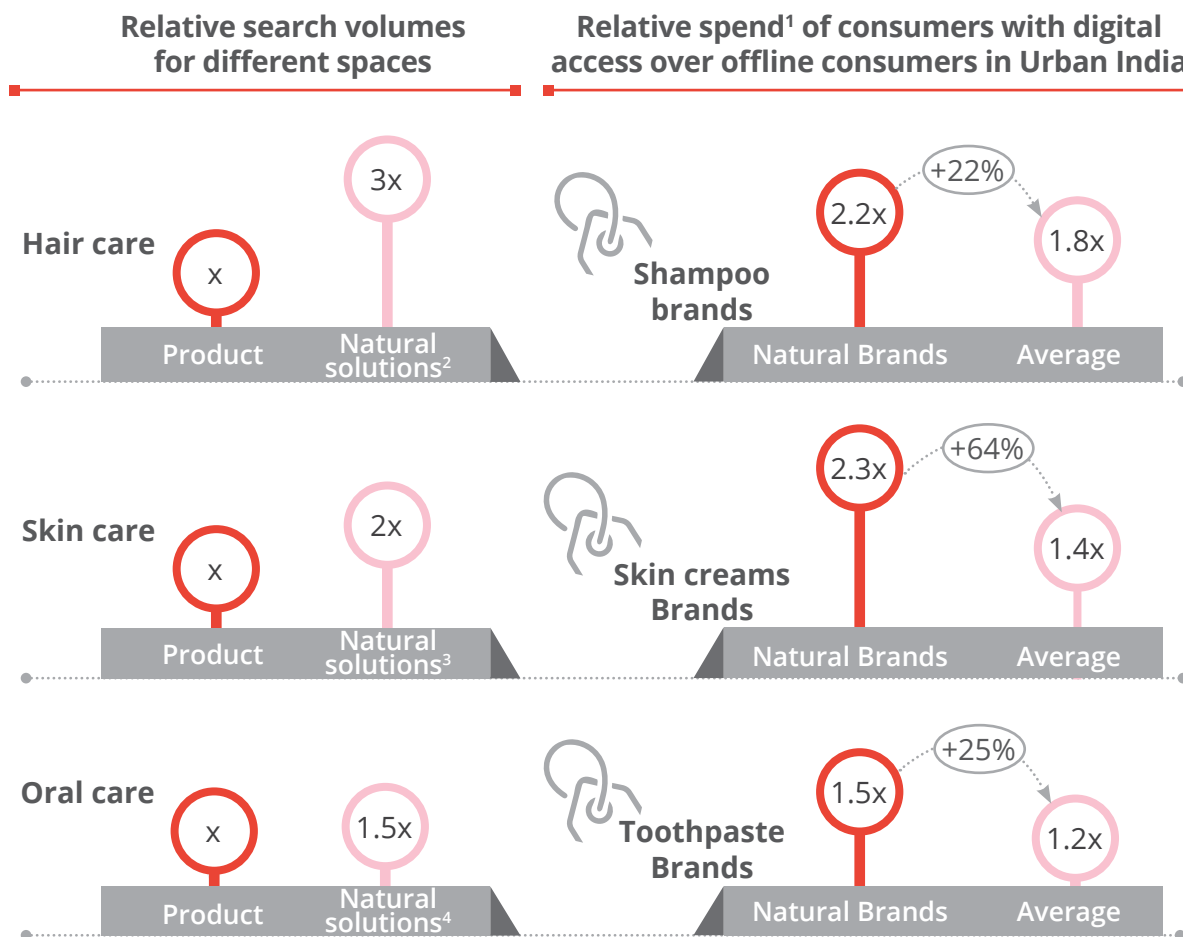 Relative search volumes
for different spaces
Relative spend¹ of consumers with digital
access over offline consumers in Urban India
Hair care
x
3x
Product
Natural
solutions²
Shampoo
brands
2.2x
+22%
1.8x
Natural Brands
Average
Skin care
x
2x
Product
Natural
solutions³
Skin creams
Brands
2.3x
+64%
1.4x
Natural Brands
Average
Oral care
x
1.5x
Product
Natural
solutions⁴
Toothpaste
Brands
1.5x
+25%
1.2x
Natural Brands
Average